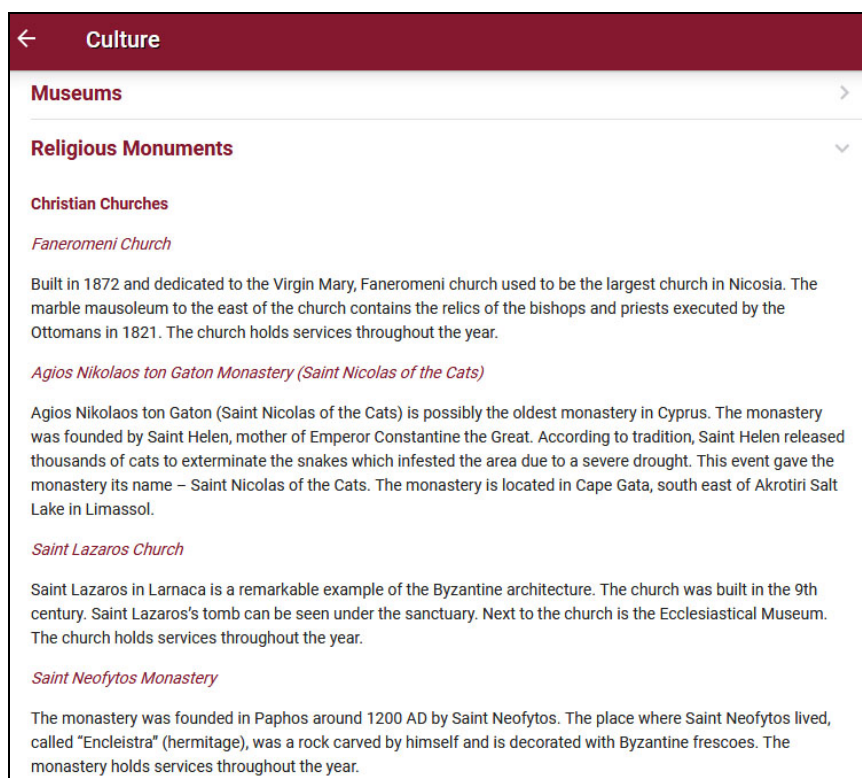 Culture
Museums
Religious Monuments
Christian Churches
Faneromeni Church
Built in 1872 and dedicated to the Virgin Mary, Faneromeni church used to be the largest church in Nicosia. The
marble mausoleum to the east of the church contains the relics of the bishops and priests executed by the
Ottomans in 1821. The church holds services throughout the year.
Agios Nikolaos ton Gaton Monastery (Saint Nicolas of the Cats)
Agios Nikolaos ton Gaton (Saint Nicolas of the Cats) is possibly the oldest monastery in Cyprus. The monastery
was founded by Saint Helen, mother of Emperor Constantine the Great. According to tradition, Saint Helen released
thousands of cats to exterminate the snakes which infested the area due to a severe drought. This event gave the
monastery its name – Saint Nicolas of the Cats. The monastery is located in Cape Gata, south east of Akrotiri Salt
Lake in Limassol.
Saint Lazaros Church
Saint Lazaros in Larnaca is a remarkable example of the Byzantine architecture. The church was built in the 9th
century. Saint Lazaros’s tomb can be seen under the sanctuary. Next to the church is the Ecclesiastical Museum.
The church holds services throughout the year.
Saint Neofytos Monastery
The monastery was founded in Paphos around 1200 AD by Saint Neofytos. The place where Saint Neofytos lived,
called “Encleistra” (hermitage), was a rock carved by himself and is decorated with Byzantine frescoes. The
monastery holds services throughout the year.